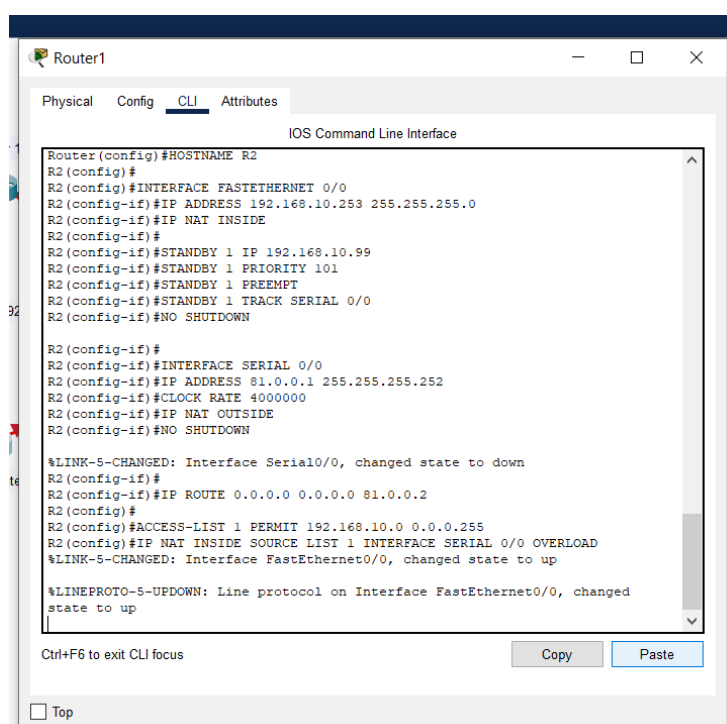 Router1
Physical Config CLI Attributes
IOS Command Line Interface
Router(config)#HOSTNAME R2
R2(config)#
R2(config)#INTERFACE FASTETHERNET 0/0
R2(config-if)#IP ADDRESS 192.168.10.253 255.255.255.0
R2(config-if)#IP NAT INSIDE
R2(config-if)#
R2(config-if)#STANDBY 1 IP 192.168.10.99
R2(config-if)#STANDBY 1 PRIORITY 101
R2(config-if)#STANDBY 1 PREEMPT
R2(config-if)#STANDBY 1 TRACK SERIAL 0/0
R2(config-if)#NO SHUTDOWN
R2(config-if)#
R2(config-if)#INTERFACE SERIAL 0/0
R2(config-if)#IP ADDRESS 81.0.0.1 255.255.255.252
R2(config-if)#CLOCK RATE 4000000
R2(config-if)#IP NAT OUTSIDE
R2(config-if)#NO SHUTDOWN
%LINK-5-CHANGED: Interface Serial0/0, changed state to down
R2(config-if)#
R2(config-if)#IP ROUTE 0.0.0.0 0.0.0.0 81.0.0.2
R2(config)#
R2(config)#ACCESS-LIST 1 PERMIT 192.168.10.0 0.0.0.255
R2(config)#IP NAT INSIDE SOURCE LIST 1 INTERFACE SERIAL 0/0 OVERLOAD
%LINK-5-CHANGED: Interface FastEthernet0/0, changed state to up
%LINEPROTO-5-UPDOWN: Line protocol on Interface FastEthernet0/0, changed
state to up
Ctrl+F6 to exit CLI focus
Copy
Paste
Top